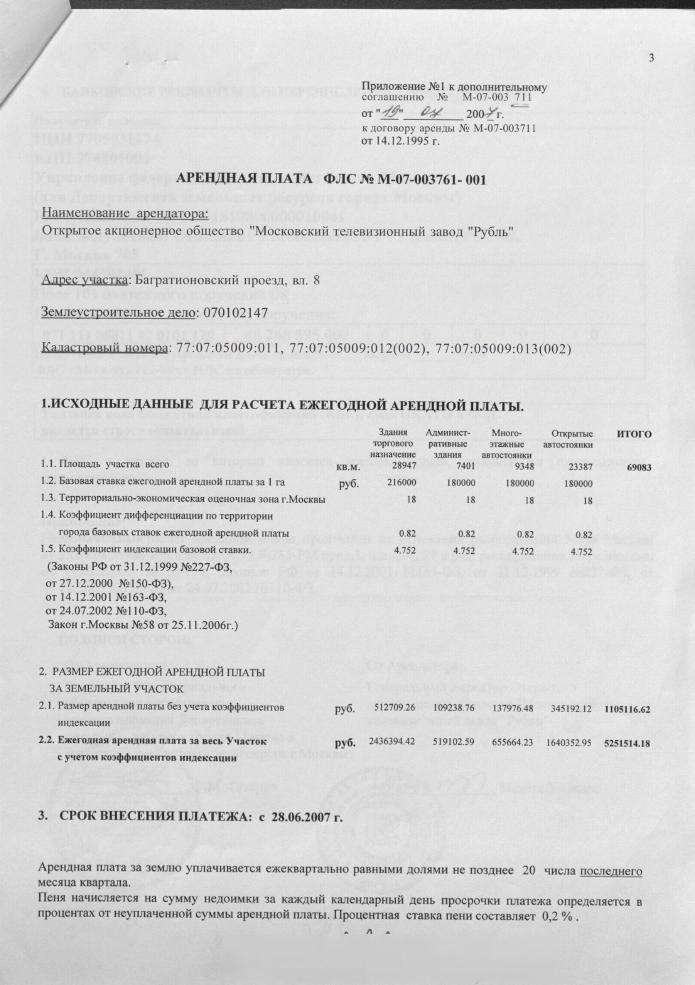 3
Приложение №1 к дополнительному
соглашению № М-07-003 711
от "19" 07 2007 г.
к договору аренды № М-07-003711
от 14.12.1995 г.
АРЕНДНАЯ ПЛАТА ФЛС № М-07-003761- 001
Наименование арендатора:
Открытое акционерное общество "Московский телевизионный завод "Рубль"
Адрес участка: Багратионовский проезд, вл. 8
Землеустроительное дело: 070102147
Кадастровый номера: 77:07:05009:011, 77:07:05009:012(002), 77:07:05009:013(002)
1.ИСХОДНЫЕ ДАННЫЕ ДЛЯ РАСЧЕТА ЕЖЕГОДНОЙ АРЕНДНОЙ ПЛАТЫ.
Здания Админист- Много- Открытые ИТОГО
торгового ративные этажные автостоянки
назначение здания автостоянки
1.1. Площадь участка всего кв.м. 28947 7401 9348 23387 69083
1.2. Базовая ставка ежегодной арендной платы за 1 га руб. 216000 180000 180000 180000
1.3. Территориально-экономическая оценочная зона г.Москвы 18 18 18 18
1.4. Коэффициент дифференциации по территории
города базовых ставок ежегодной арендной платы 0.82 0.82 0.82 0.82
1.5. Коэффициент индексации базовой ставки. 4.752 4.752 4.752 4.752
(Законы РФ от 31.12.1999 №227-ФЗ,
от 27.12.2000 №150-ФЗ),
от 14.12.2001 №163-ФЗ,
от 24.07.2002 №110-ФЗ,
Закон г.Москвы №58 от 25.11.2006г.)
2. РАЗМЕР ЕЖЕГОДНОЙ АРЕНДНОЙ ПЛАТЫ
ЗА ЗЕМЕЛЬНЫЙ УЧАСТОК
2.1. Размер арендной платы без учета коэффициентов руб. 512709.26 109238.76 137976.48 345192.12 1105116.62
индексации
2.2. Ежегодная арендная плата за весь Участок руб. 2436394.42 519102.59 655664.23 1640352.95 5251514.18
с учетом коэффициентов индексации
3. СРОК ВНЕСЕНИЯ ПЛАТЕЖА: с 28.06.2007 г.
Арендная плата за землю уплачивается ежеквартально равными долями не позднее 20 числа последнего
месяца квартала.
Пеня начисляется на сумму недоимки за каждый календарный день просрочки платежа определяется в
процентах от неуплаченной суммы арендной платы. Процентная ставка пени составляет 0,2 % .